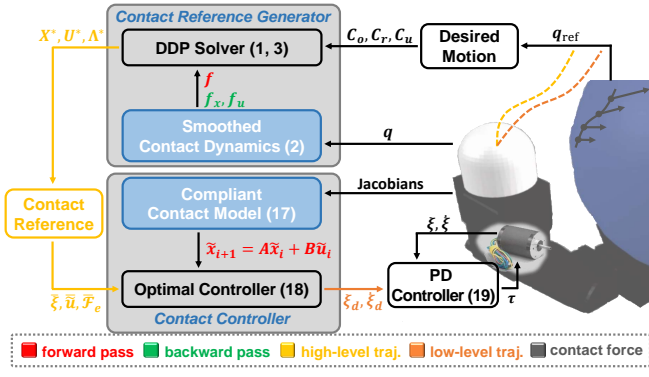 Contact Reference Generator
X*, U*, Λ*
DDP Solver (1, 3)
C_o, C_r, C_u
Desired
Motion
q_ref
f
f_x, f_u
Smoothed
Contact Dynamics (2)
q
Contact
Reference
Compliant
Contact Model (17)
Jacobians
x̃_{i+1} = Ax̃_i + Bũ_i
ξ, ξ̇
Optimal Controller (18)
ξ_d, ξ̇_d
PD
Controller (19)
τ
ξ̄, ū̄, F̄_e
Contact Controller
forward pass
backward pass
high-level traj.
low-level traj.
contact force